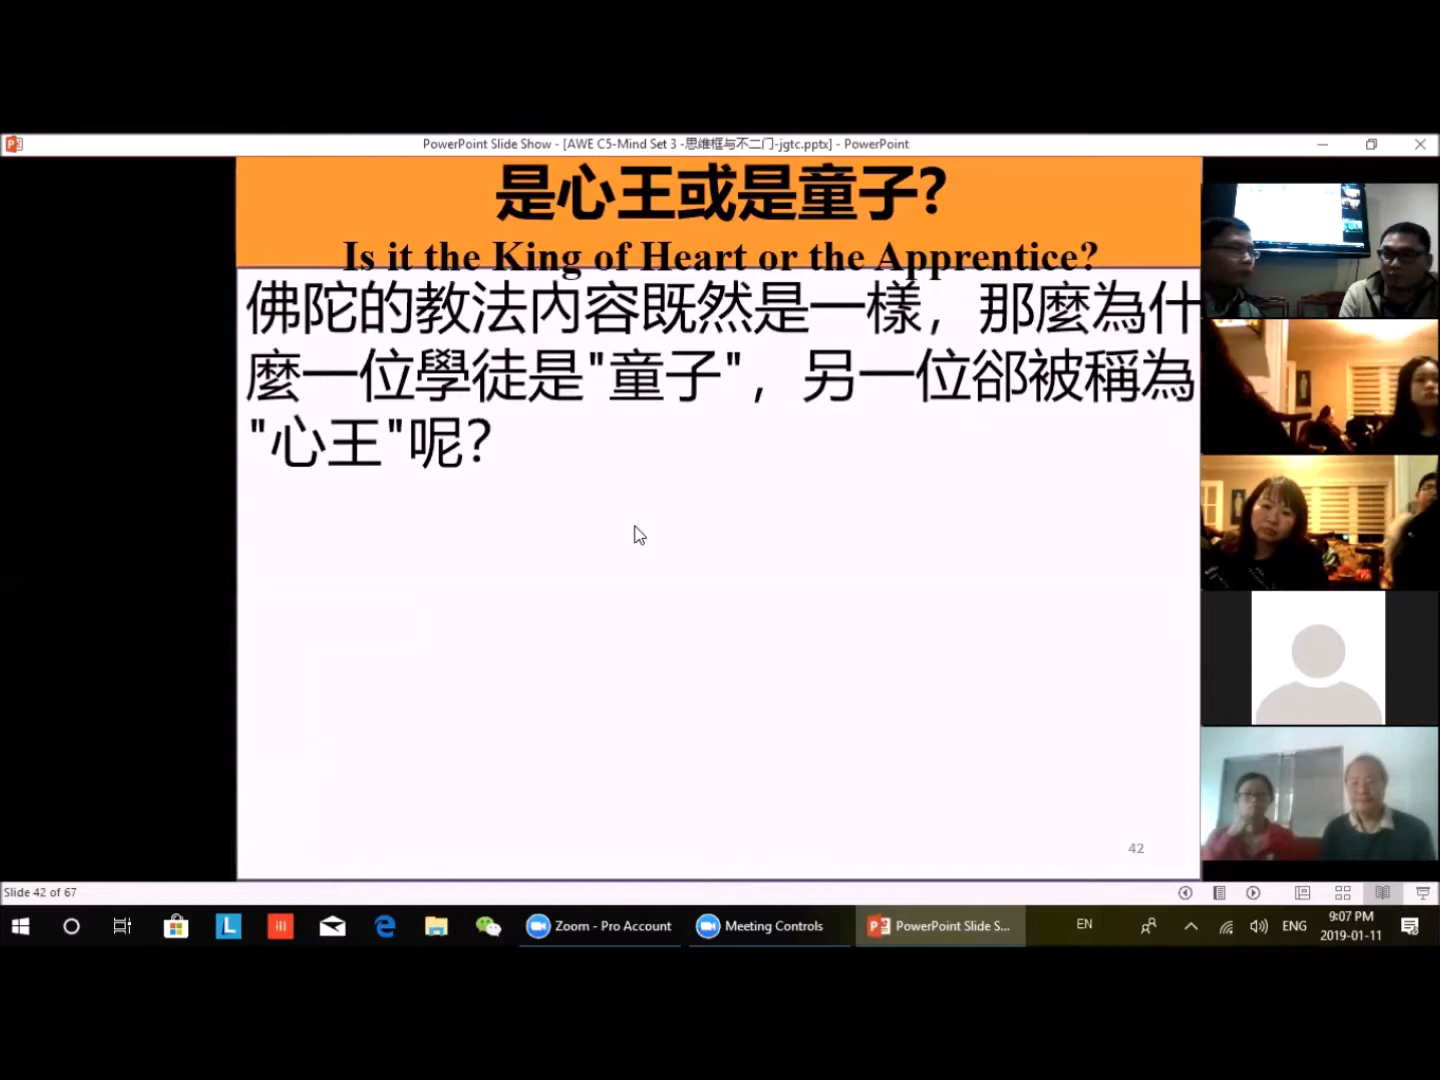 PowerPoint Slide Show - [AWE C5-Mind Set 3 -思维框与不二门-jgtc.pptx] - PowerPoint
是心王或是童子?
Is it the King of Heart or the Apprentice?
佛陀的教法內容既然是一樣，那麼為什
麼一位學徒是"童子"，另一位郤被稱為
"心王"呢?
42
Slide 42 of 67
Zoom - Pro Account
Meeting Controls
PowerPoint Slide S...
EN
ENG
9:07 PM
2019-01-11